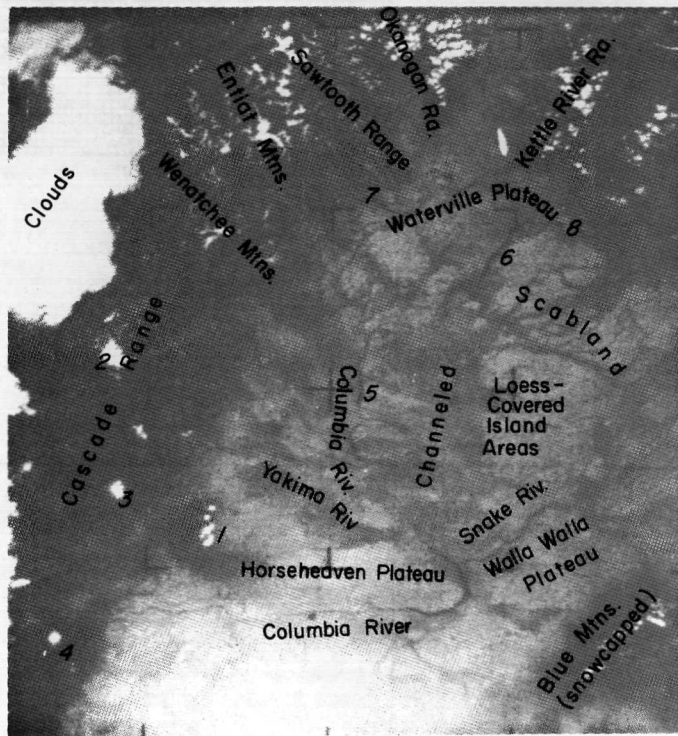 Okanogan Ra.
Sawtooth Range
Entiat Mtns.
Kettle River Ra.
Clouds
Wenatchee Mtns.
7
Waterville Plateau 8
6
Scabland
2
Cascade Range
Columbia Riv.
5
Channeled
Loess-
Covered
Island
Areas
3
Yakima Riv
Snake Riv.
1
Horseheaven Plateau
Walla Walla
Plateau
Columbia River
4
Blue Mtns.
(snowcapped)